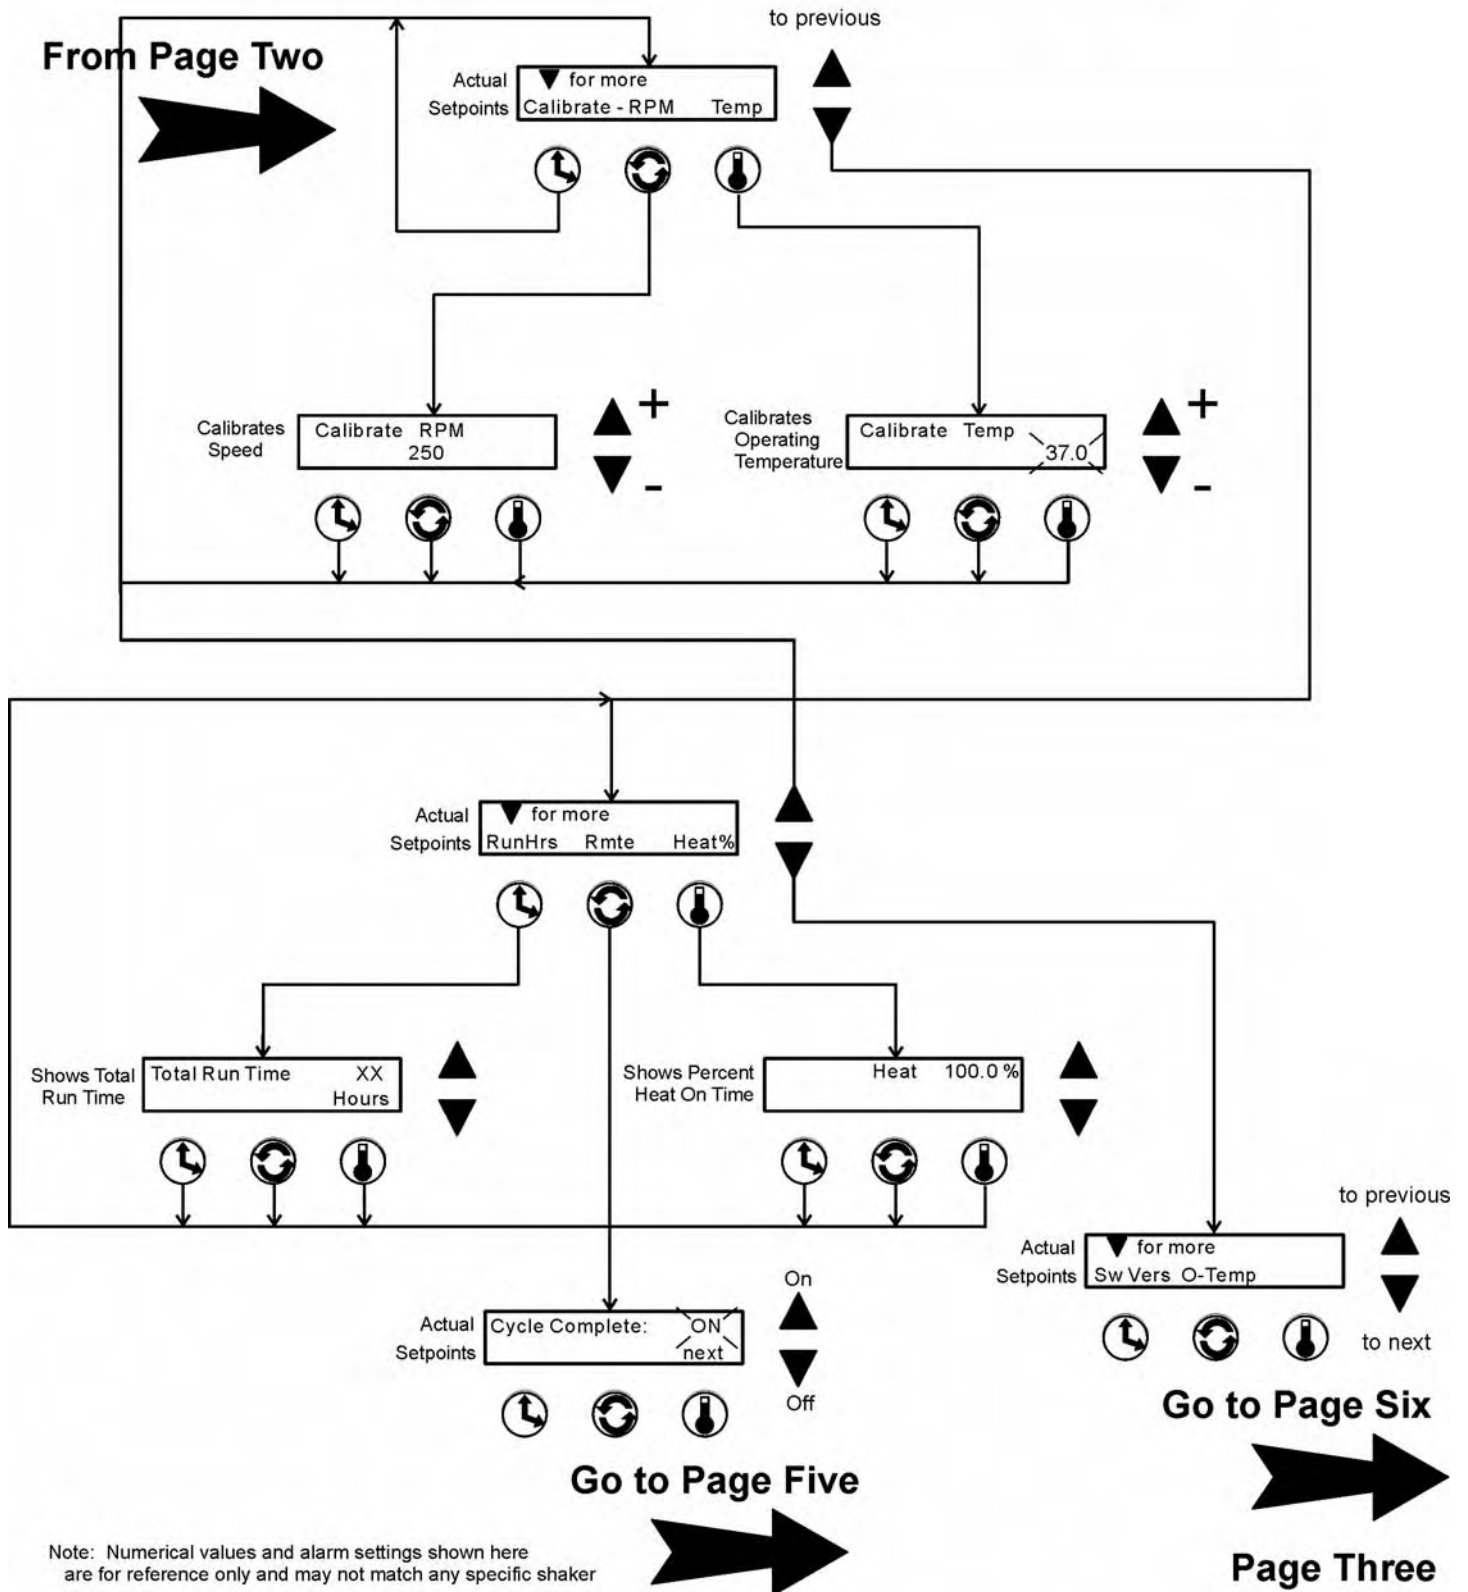 to previous
From Page Two
Actual
Setpoints
▼ for more
Calibrate - RPM Temp
Calibrates
Speed
Calibrate RPM
250
+
-
Calibrates
Operating
Temperature
Calibrate Temp
37.0
+
-
Actual
Setpoints
▼ for more
RunHrs Rmte Heat%
Shows Total
Run Time
Total Run Time XX
Hours
Shows Percent
Heat On Time
Heat 100.0 %
to previous
Actual
Setpoints
▼ for more
Sw Vers O-Temp
to next
On
Actual
Setpoints
Cycle Complete: ON
next
Off
Go to Page Six
Go to Page Five
Note: Numerical values and alarm settings shown here
are for reference only and may not match any specific shaker
Page Three